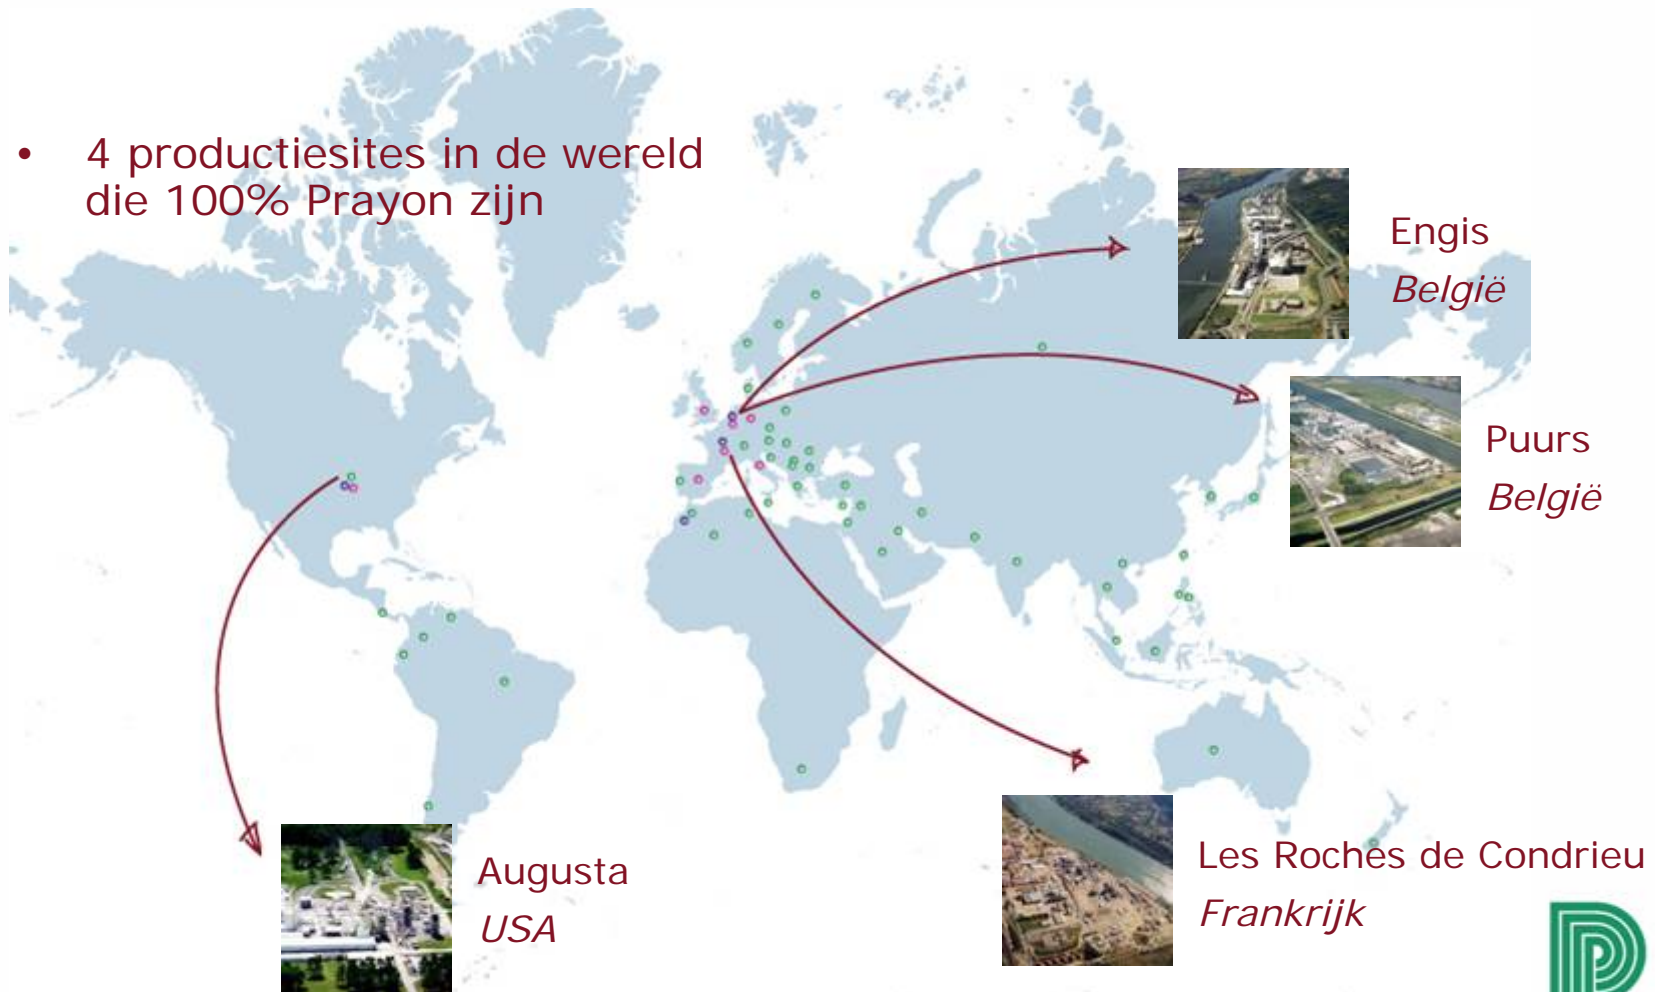 • 4 productiesites in de wereld
die 100% Prayon zijn
Engis
België
Puurs
België
Les Roches de Condrieu
Frankrijk
Augusta
USA